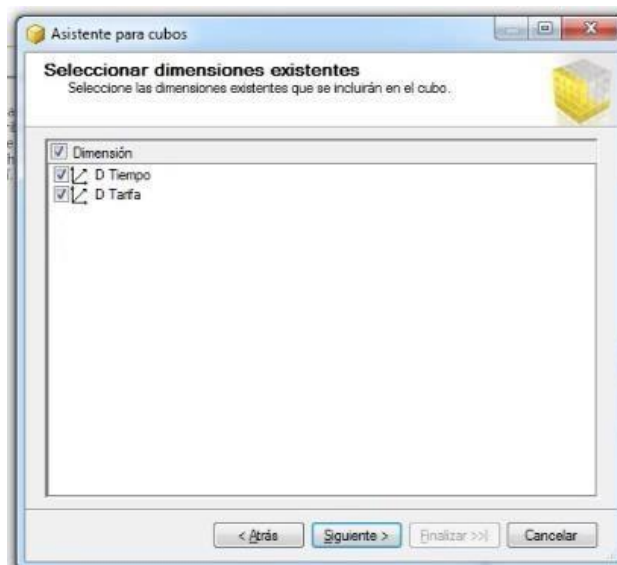 Asistente para cubos
Seleccionar dimensiones existentes
Seleccione las dimensiones existentes que se incluirán en el cubo.
Dimensión
D Tiempo
D Tarifa
< Atrás
Siguiente >
Finalizar >>|
Cancelar